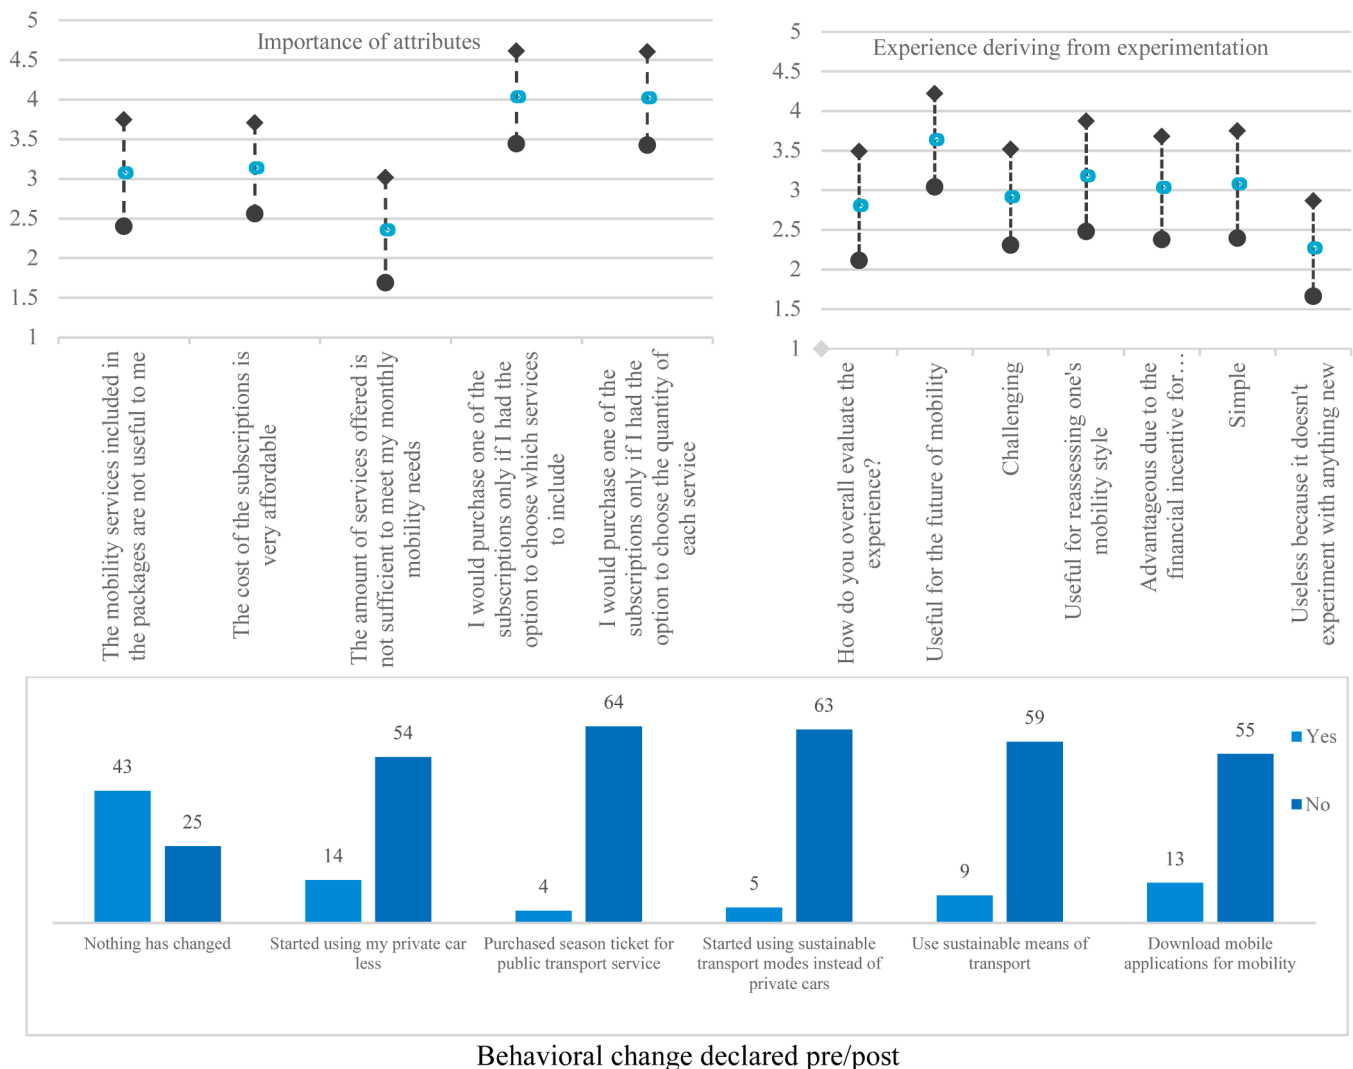 Importance of attributes
5
4.5
4
3.5
3
2.5
2
1.5
1
The mobility services included in
the packages are not useful to me
The cost of the subscriptions is
very affordable
The amount of services offered is
not sufficient to meet my monthly
mobility needs
I would purchase one of the
subscriptions only if I had the
option to choose which services
to include
I would purchase one of the
subscriptions only if I had the
option to choose the quantity of
each service
Experience deriving from experimentation
5
4.5
4
3.5
3
2.5
2
1.5
1
How do you overall evaluate the
experience?
Useful for the future of mobility
Challenging
Useful for reassessing one's
mobility style
Advantageous due to the
financial incentive for…
Simple
Useless because it doesn't
experiment with anything new
43
25
14
54
4
64
5
63
9
59
13
55
Yes
No
Nothing has changed
Started using my private car
less
Purchased season ticket for
public transport service
Started using sustainable
transport modes instead of
private cars
Use sustainable means of
transport
Download mobile
applications for mobility
Behavioral change declared pre/post